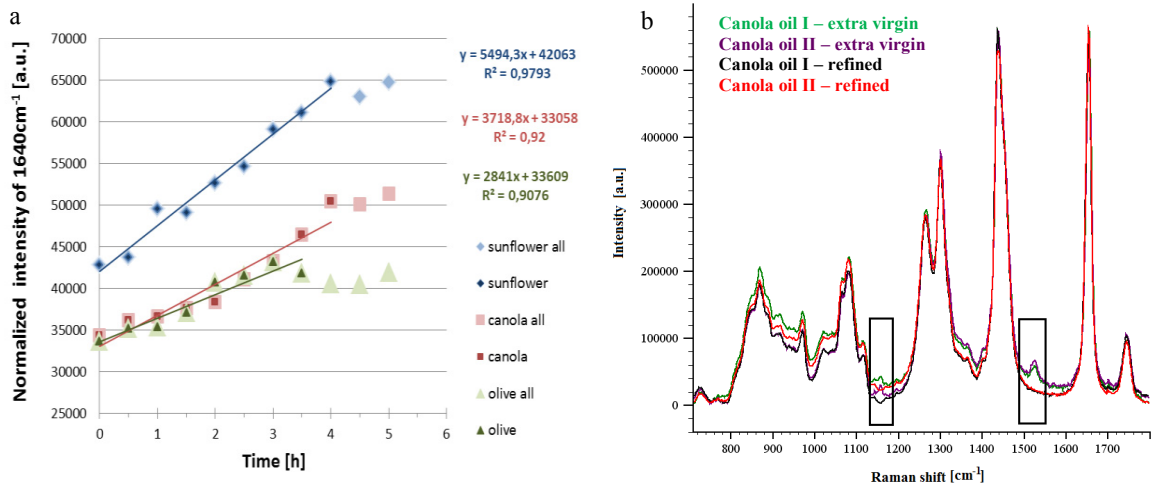 a
Normalized intensity of 1640cm⁻¹ [a.u.]
70000
65000
60000
55000
50000
45000
40000
35000
30000
25000
0
1
2
3
4
5
6
Time [h]
y = 5494,3x + 42063
R² = 0,9793
y = 3718,8x + 33058
R² = 0,92
y = 2841x + 33609
R² = 0,9076
sunflower all
sunflower
canola all
canola
olive all
olive
b
Canola oil I – extra virgin
Canola oil II – extra virgin
Canola oil I – refined
Canola oil II – refined
Intensity [a.u.]
500000
400000
300000
200000
100000
0
800
900
1000
1100
1200
1300
1400
1500
1600
1700
Raman shift [cm⁻¹]